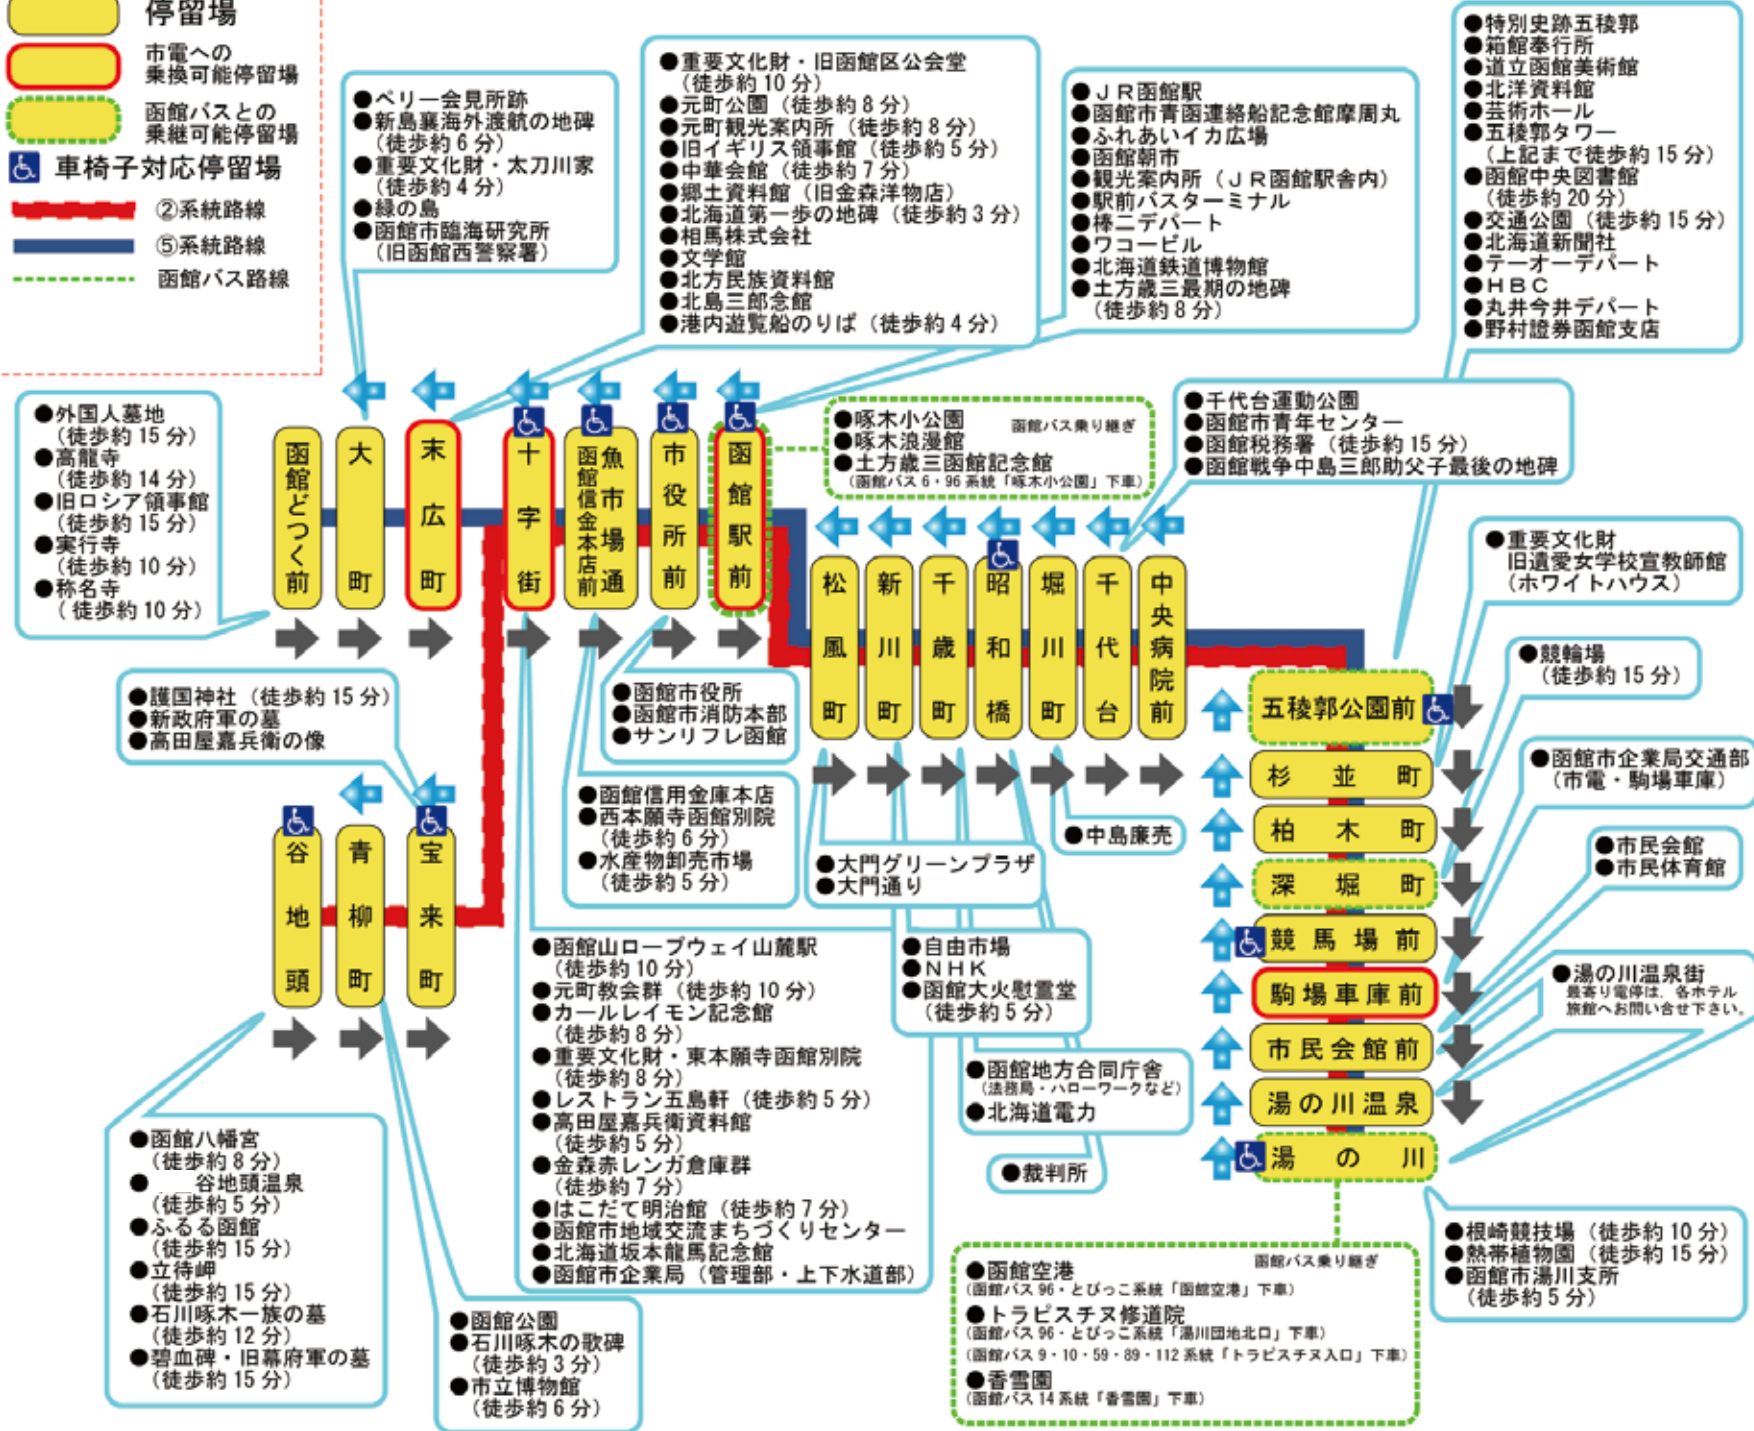 停留場
市電への
乗換可能停留場
函館バスとの
乗継可能停留場
車椅子対応停留場
②系統路線
⑤系統路線
函館バス路線
●ペリー会見所跡
●新島襄海外渡航の地碑
(徒歩約6分)
●重要文化財・太刀川家
(徒歩約4分)
●緑の島
●函館市臨海研究所
(旧函館西警察署)
●重要文化財・旧函館区公会堂
(徒歩約10分)
●元町公園(徒歩約8分)
●元町観光案内所(徒歩約8分)
●旧イギリス領事館(徒歩約5分)
●中華会館(徒歩約7分)
●郷土資料館(旧金森洋物店)
●北海道第一歩の地碑(徒歩約3分)
●相馬株式会社
●文学館
●北方民族資料館
●北島三郎念館
●港内遊覧船のりば(徒歩約4分)
●JR函館駅
●函館市青函連絡船記念館摩周丸
●ふれあいイカ広場
●函館朝市
●観光案内所(JR函館駅舎内)
●駅前バスターミナル
●棒二デパート
●ワコービル
●北海道鉄道博物館
●土方歳三最期の地碑
(徒歩約8分)
●特別史跡五稜郭
●箱館奉行所
●道立函館美術館
●北洋資料館
●芸術ホール
●五稜郭タワー
(上記まで徒歩約15分)
●函館中央図書館
(徒歩約20分)
●交通公園(徒歩約15分)
●北海道新聞社
●テーオーデパート
●HBC
●丸井今井デパート
●野村證券函館支店
●外国人墓地
(徒歩約15分)
●高龍寺
(徒歩約14分)
●旧ロシア領事館
(徒歩約15分)
●実行寺
(徒歩約10分)
●称名寺
(徒歩約10分)
函館どつく前
大町
末広町
十字街
魚市場通
函館信金本店前
市役所前
函館駅前
●啄木小公園
函館バス乗り継ぎ
●啄木浪漫館
●土方歳三函館記念館
(函館バス6・96系統「啄木小公園」下車)
●千代台運動公園
●函館市青年センター
●函館税務署(徒歩約15分)
●函館戦争中島三郎助父子最後の地碑
松風町
新川町
千歳町
昭和橋
堀川町
千代台
中央病院前
●重要文化財
旧遺愛女学校宣教師館
(ホワイトハウス)
●競輪場
(徒歩約15分)
●函館市企業局交通部
(市電・駒場車庫)
●市民会館
●市民体育館
●湯の川温泉街
最寄り電停は、各ホテル
旅館へお問い合せ下さい。
五稜郭公園前
杉並町
柏木町
深堀町
競馬場前
駒場車庫前
市民会館前
湯の川温泉
湯の川
●護国神社(徒歩約15分)
●新政府軍の墓
●高田屋嘉兵衛の像
●函館市役所
●函館市消防本部
●サンリフレ函館
●函館信用金庫本店
●西本願寺函館別院
(徒歩約6分)
●水産物卸売市場
(徒歩約5分)
谷地頭
青柳町
宝来町
●大門グリーンプラザ
●大門通り
●中島廉売
●函館山ロープウェイ山麓駅
(徒歩約10分)
●元町教会群(徒歩約10分)
●カールレイモン記念館
(徒歩約8分)
●重要文化財・東本願寺函館別院
(徒歩約8分)
●レストラン五島軒(徒歩約5分)
●高田屋嘉兵衛資料館
(徒歩約5分)
●金森赤レンガ倉庫群
(徒歩約7分)
●はこだて明治館(徒歩約7分)
●函館市地域交流まちづくりセンター
●北海道坂本龍馬記念館
●函館市企業局(管理部・上下水道部)
●自由市場
●NHK
●函館大火慰霊堂
(徒歩約5分)
●函館地方合同庁舎
(法務局・ハローワークなど)
●北海道電力
●裁判所
●函館八幡宮
(徒歩約8分)
●谷地頭温泉
(徒歩約5分)
●ふるる函館
(徒歩約15分)
●立待岬
(徒歩約15分)
●石川啄木一族の墓
(徒歩約12分)
●碧血碑・旧幕府軍の墓
(徒歩約15分)
●函館公園
●石川啄木の歌碑
(徒歩約3分)
●市立博物館
(徒歩約6分)
函館バス乗り継ぎ
●函館空港
(函館バス96・とびっこ系統「函館空港」下車)
●トラピスチヌ修道院
(函館バス96・とびっこ系統「湯川団地北口」下車)
(函館バス9・10・59・89・112系統「トラピスチヌ入口」下車)
●香雪園
(函館バス14系統「香雪園」下車)
●根崎競技場(徒歩約10分)
●熱帯植物園(徒歩約15分)
●函館市湯川支所
(徒歩約5分)